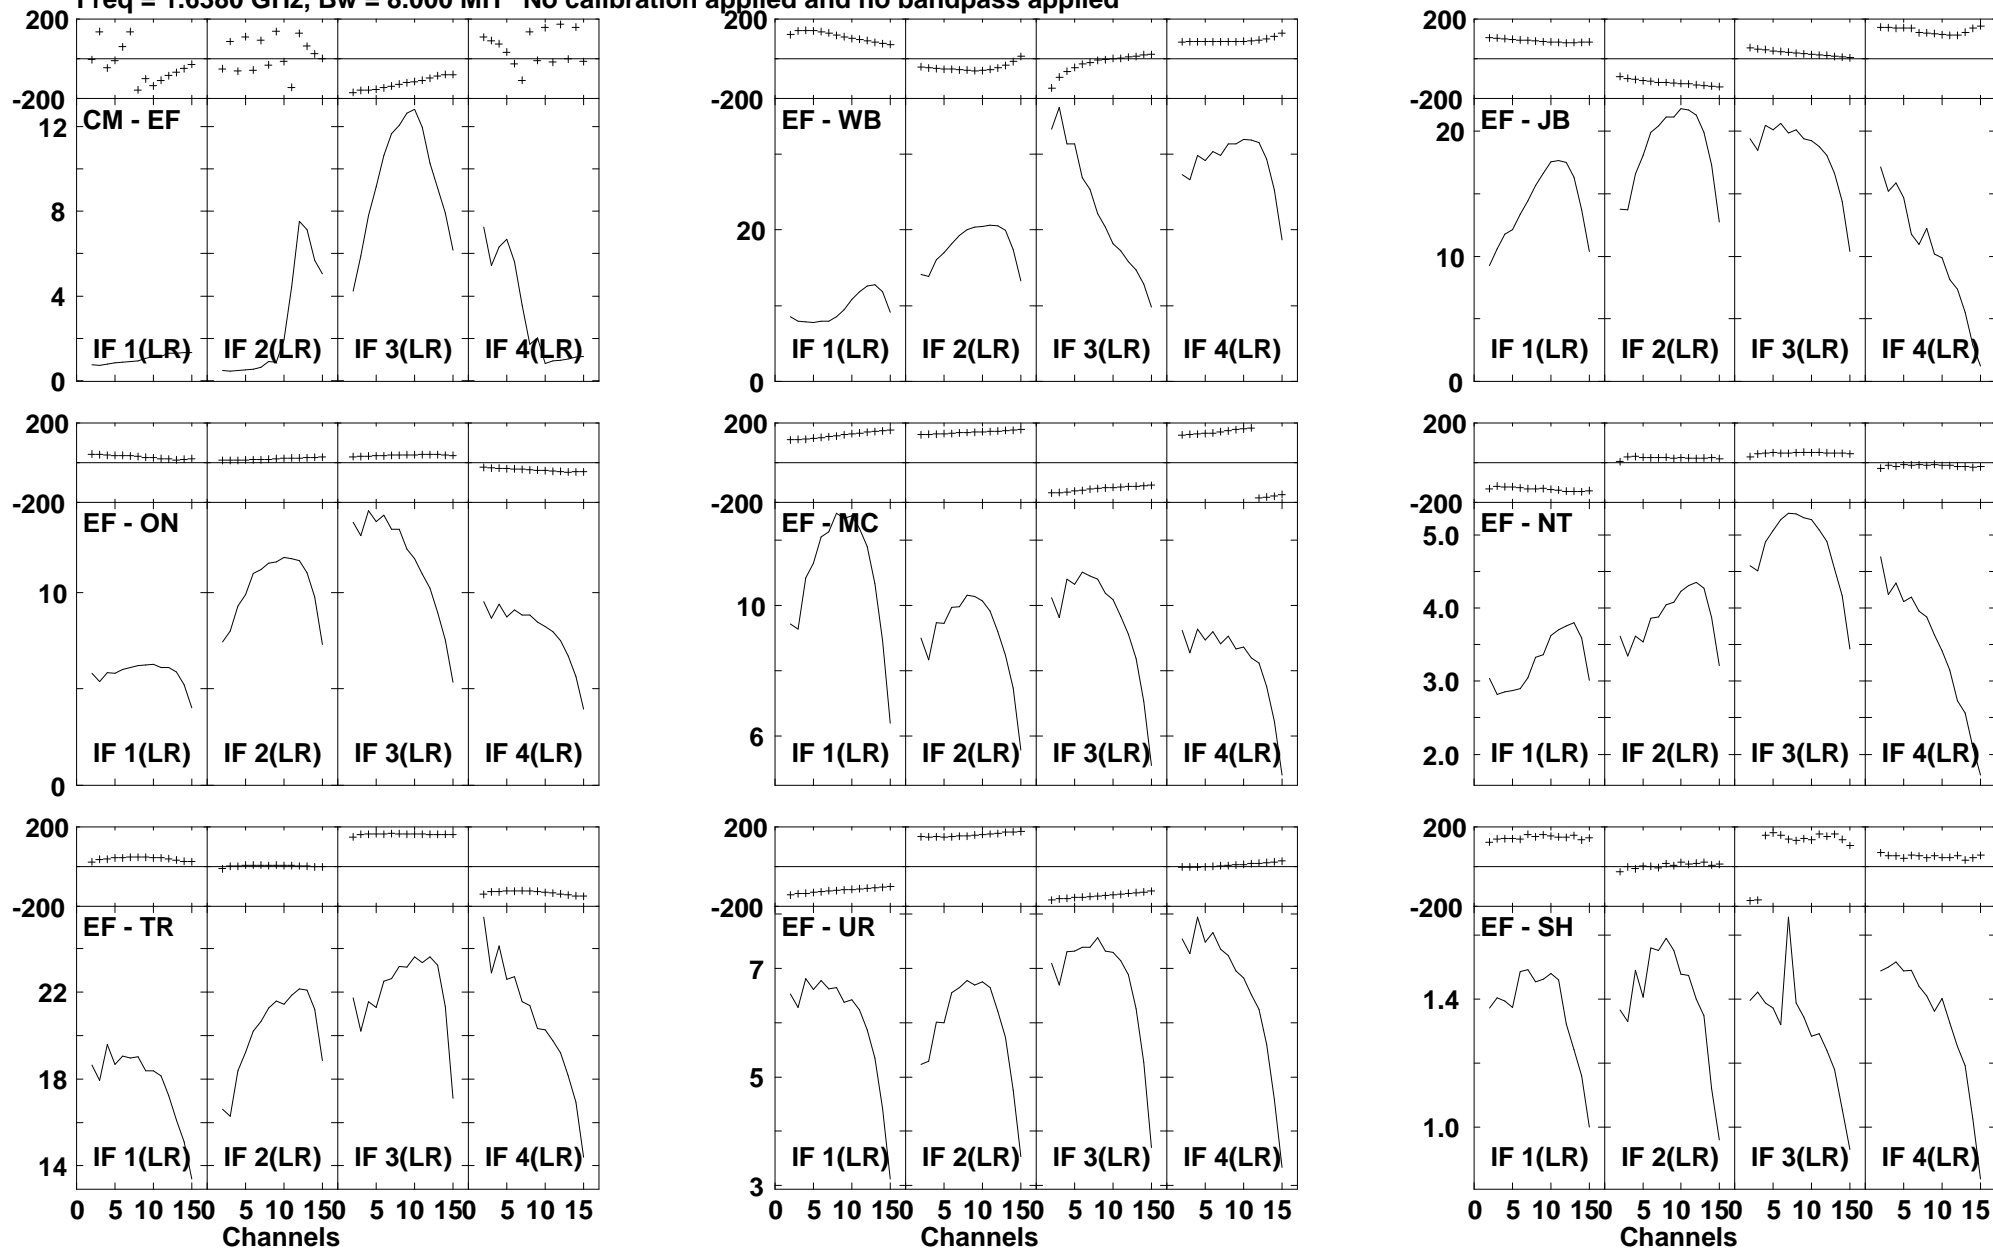 Freq = 1.6380 GHz, Bw = 8.000 MH No calibration applied and no bandpass applied
200 200 200
-200 -200 -200
CM - EF EF - WB EF - JB
12 20
8 20
10
4
IF 1(LR) IF 2(LR) IF 3(LR) IF 4(LR) IF 1(LR) IF 2(LR) IF 3(LR) IF 4(LR) IF 1(LR) IF 2(LR) IF 3(LR) IF 4(LR)
0 0 0
200 200 200
-200 -200 -200
EF - ON EF - MC EF - NT
5.0
10 10 4.0
3.0
6 2.0
IF 1(LR) IF 2(LR) IF 3(LR) IF 4(LR) IF 1(LR) IF 2(LR) IF 3(LR) IF 4(LR) IF 1(LR) IF 2(LR) IF 3(LR) IF 4(LR)
0
200 200 200
-200 -200 -200
EF - TR EF - UR EF - SH
22 7 1.4
18 5
1.0
14 IF 1(LR) IF 2(LR) IF 3(LR) IF 4(LR) IF 1(LR) IF 2(LR) IF 3(LR) IF 4(LR) IF 1(LR) IF 2(LR) IF 3(LR) IF 4(LR)
3
0 5 10 150 5 10 150 5 10 15 0 5 10 150 5 10 150 5 10 15 0 5 10 150 5 10 150 5 10 15
Channels Channels Channels